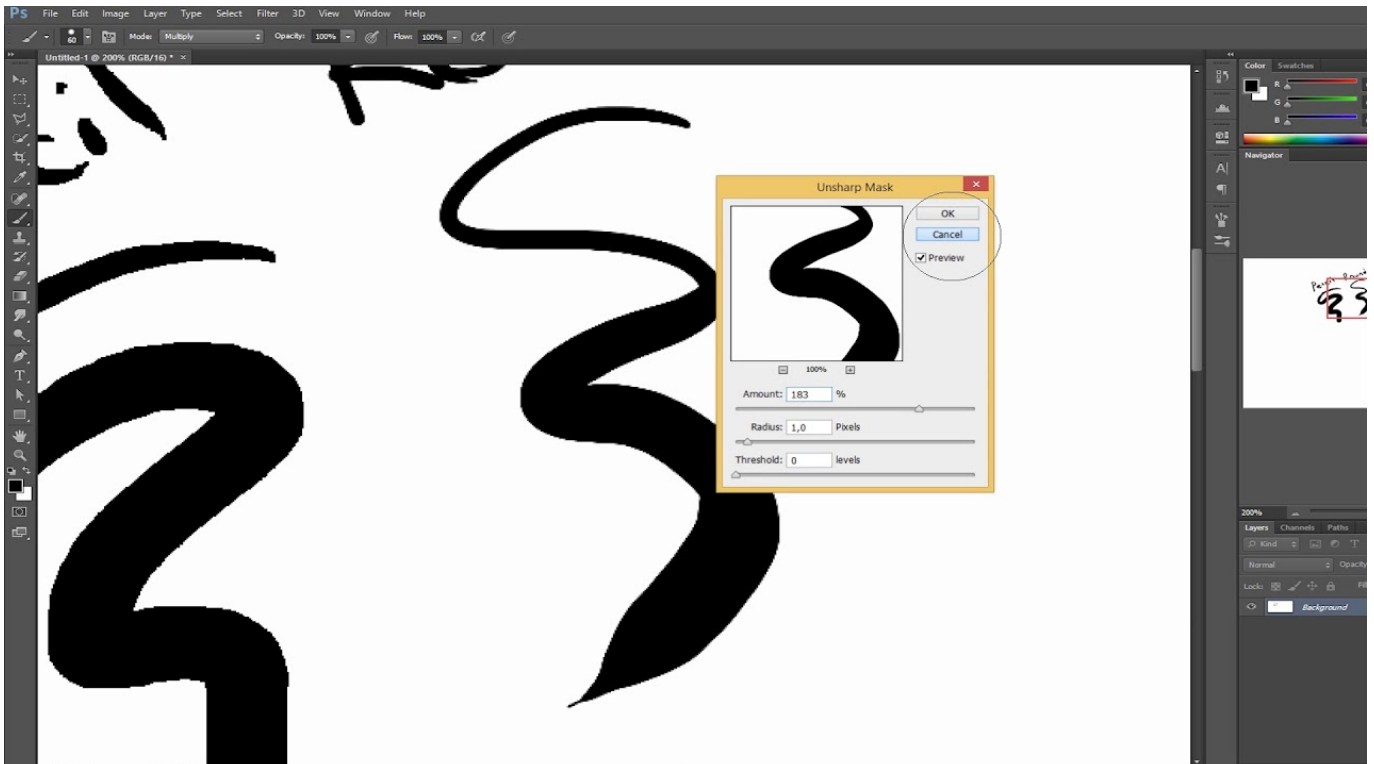 Ps File Edit Image Layer Type Select Filter 3D View Window Help
60 Mode: Multiply Opacity: 100% Flow: 100%
Untitled-1 @ 200% (RGB/16) * ×
Color Swatches
R
G
B
Navigator
Unsharp Mask
OK
Cancel
Preview
100%
Amount: 183 %
Radius: 1,0 Pixels
Threshold: 0 levels
200%
Layers Channels Paths
Kind
Normal Opacity
Lock:
Background